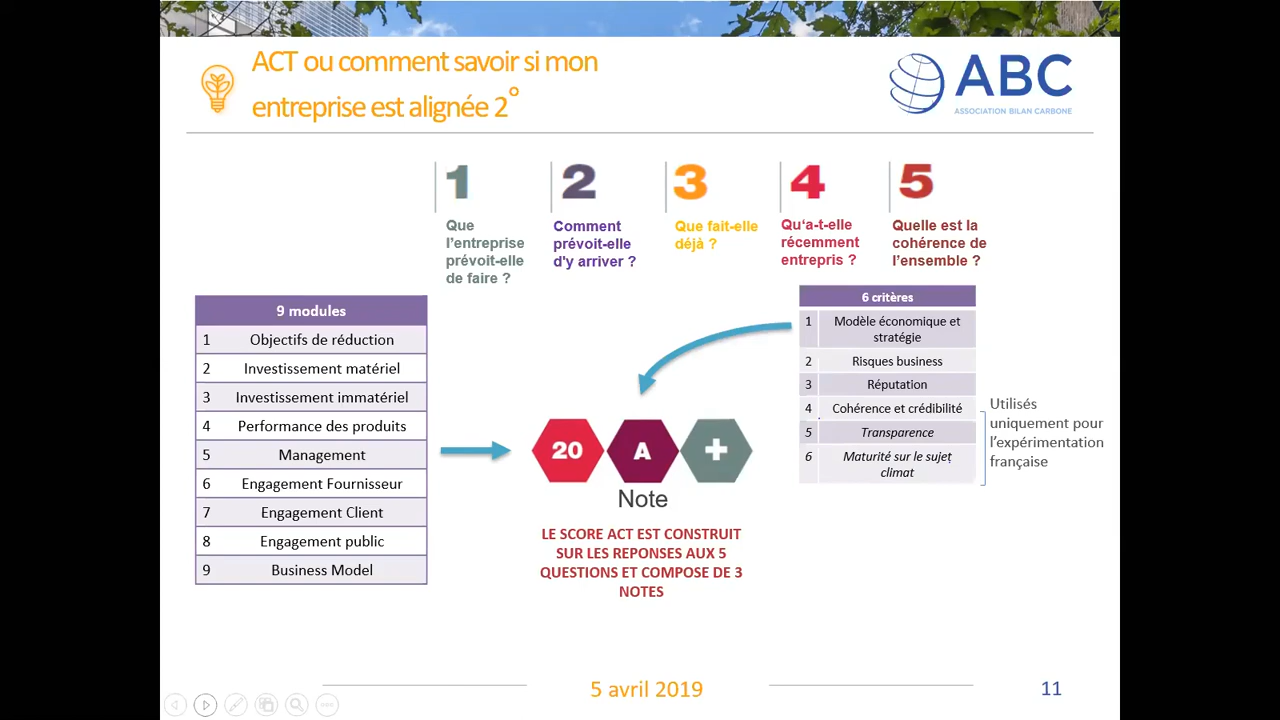 ACT ou comment savoir si mon
entreprise est alignée 2°
ABC
ASSOCIATION BILAN CARBONE
1
Que
l’entreprise
prévoit-elle
de faire ?
2
Comment
prévoit-elle
d'y arriver ?
3
Que fait-elle
déjà ?
4
Qu‘a-t-elle
récemment
entrepris ?
5
Quelle est la
cohérence de
l’ensemble ?
9 modules
1 Objectifs de réduction
2 Investissement matériel
3 Investissement immatériel
4 Performance des produits
5 Management
6 Engagement Fournisseur
7 Engagement Client
8 Engagement public
9 Business Model
20 A +
Note
LE SCORE ACT EST CONSTRUIT
SUR LES REPONSES AUX 5
QUESTIONS ET COMPOSE DE 3
NOTES
6 critères
1 Modèle économique et
stratégie
2 Risques business
3 Réputation
4 Cohérence et crédibilité
5 Transparence
6 Maturité sur le sujet
climat
Utilisés
uniquement pour
l’expérimentation
française
5 avril 2019
11